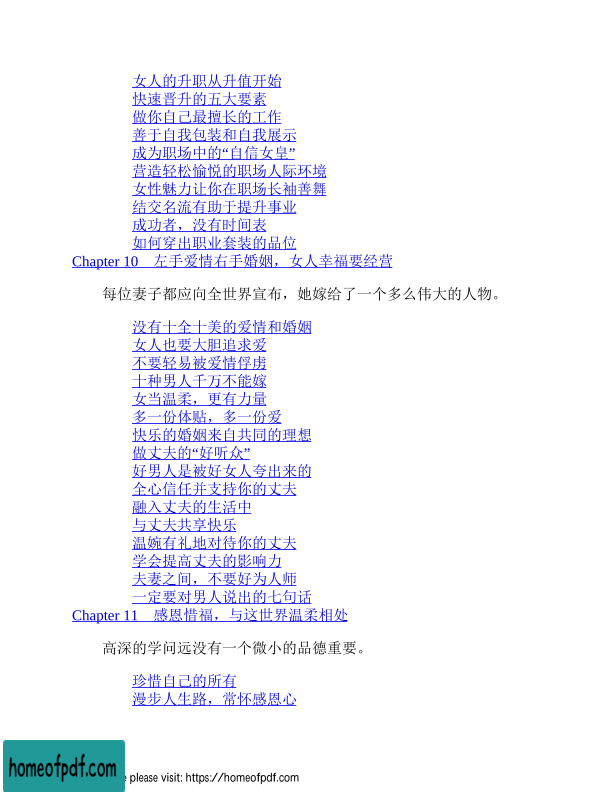 女人的升职从升值开始
快速晋升的五大要素
做你自己最擅长的工作
善于自我包装和自我展示
成为职场中的“自信女皇”
营造轻松愉悦的职场人际环境
女性魅力让你在职场长袖善舞
结交名流有助于提升事业
成功者，没有时间表
如何穿出职业套装的品位
Chapter 10　左手爱情右手婚姻，女人幸福要经营
每位妻子都应向全世界宣布，她嫁给了一个多么伟大的人物。
没有十全十美的爱情和婚姻
女人也要大胆追求爱
不要轻易被爱情俘虏
十种男人千万不能嫁
女当温柔，更有力量
多一份体贴，多一份爱
快乐的婚姻来自共同的理想
做丈夫的“好听众”
好男人是被好女人夸出来的
全心信任并支持你的丈夫
融入丈夫的生活中
与丈夫共享快乐
温婉有礼地对待你的丈夫
学会提高丈夫的影响力
夫妻之间，不要好为人师
一定要对男人说出的七句话
Chapter 11　感恩惜福，与这世界温柔相处
高深的学问远没有一个微小的品德重要。
珍惜自己的所有
漫步人生路，常怀感恩心
homeofpdf.com
please visit: https://homeofpdf.com